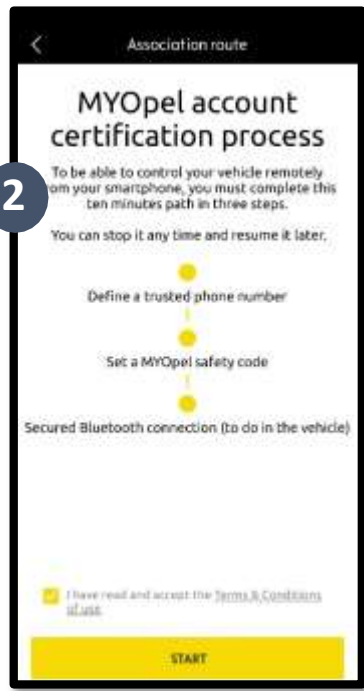 Association route
MYOpel account
certification process
To be able to control your vehicle remotely
om your smartphone, you must complete this
ten minutes path in three steps.
2
You can stop it any time and resume it later.
Define a trusted phone number
Set a MYOpel safety code
Secured Bluetooth connection (to do in the vehicle)
I have read and accept the Terms & Conditions
of use
START